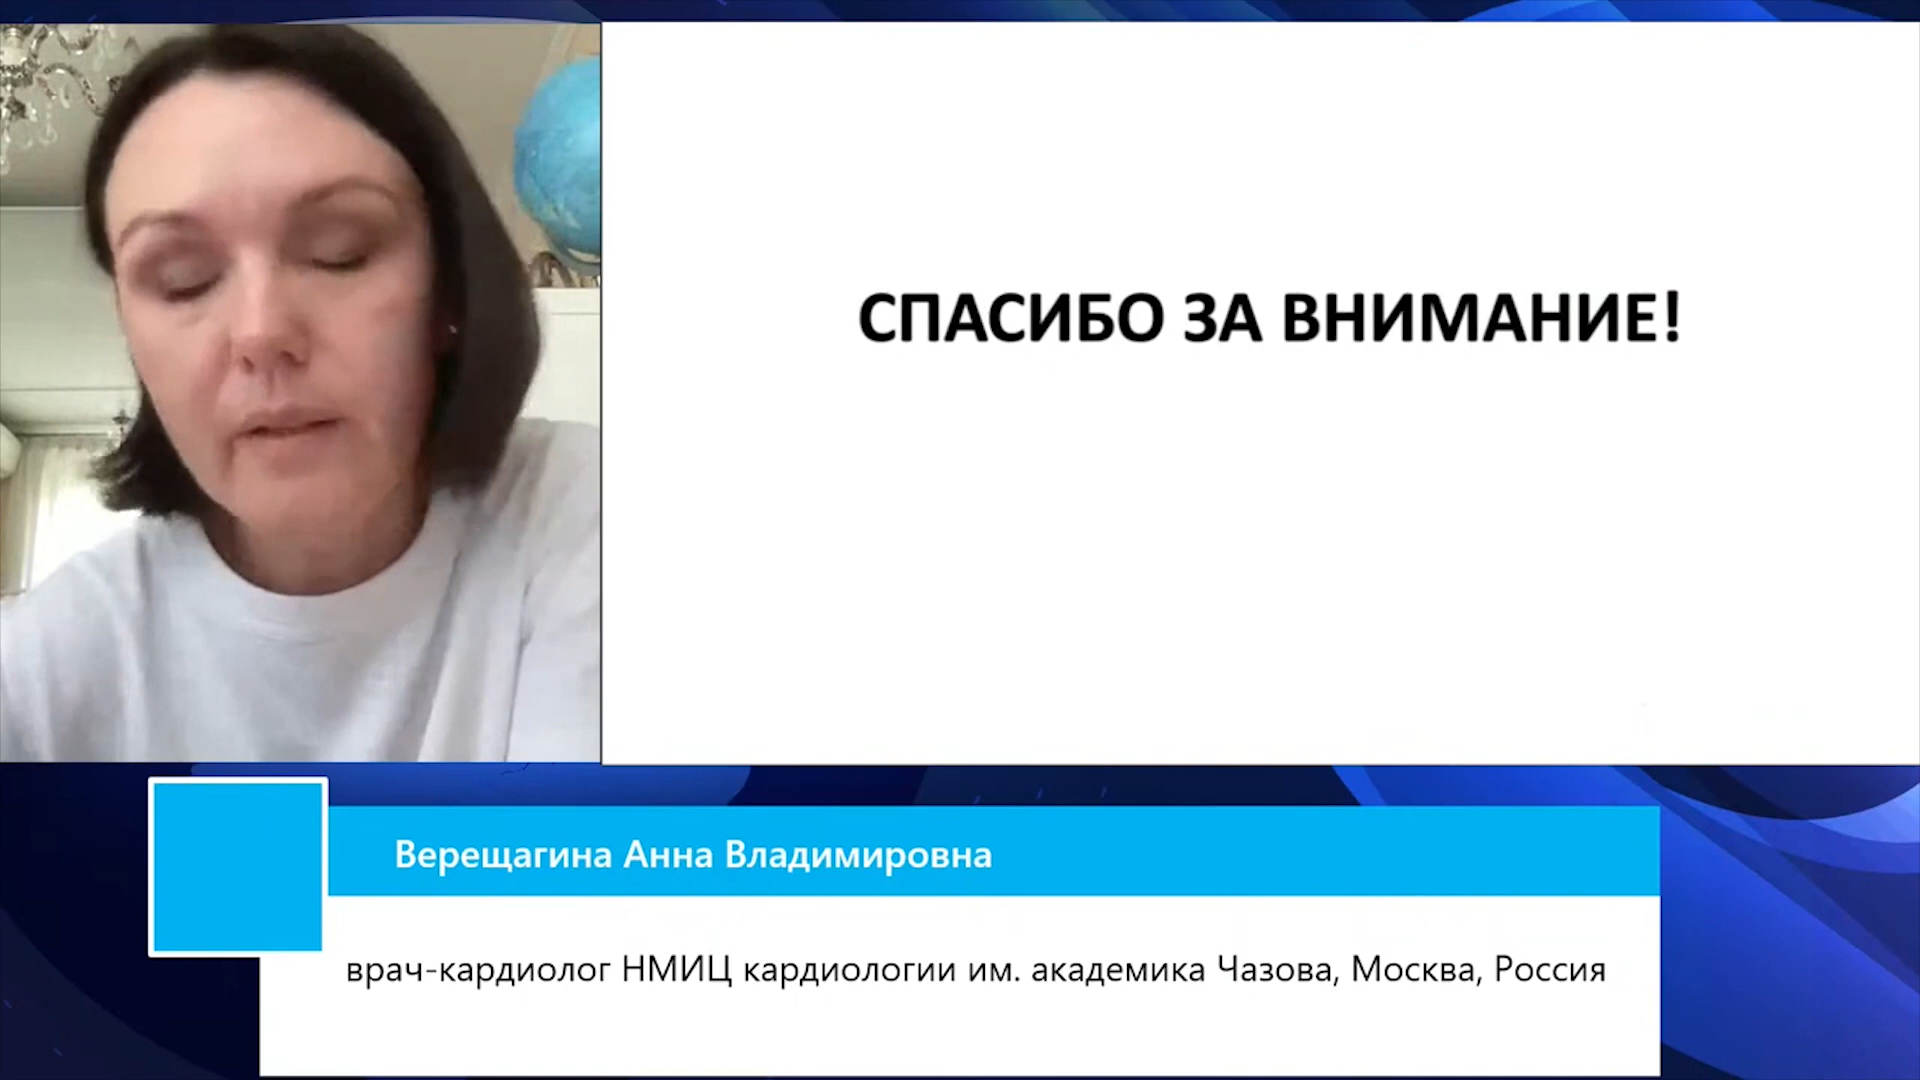 СПАСИБО ЗА ВНИМАНИЕ!
Верещагина Анна Владимировна
врач-кардиолог НМИЦ кардиологии им. академика Чазова, Москва, Россия